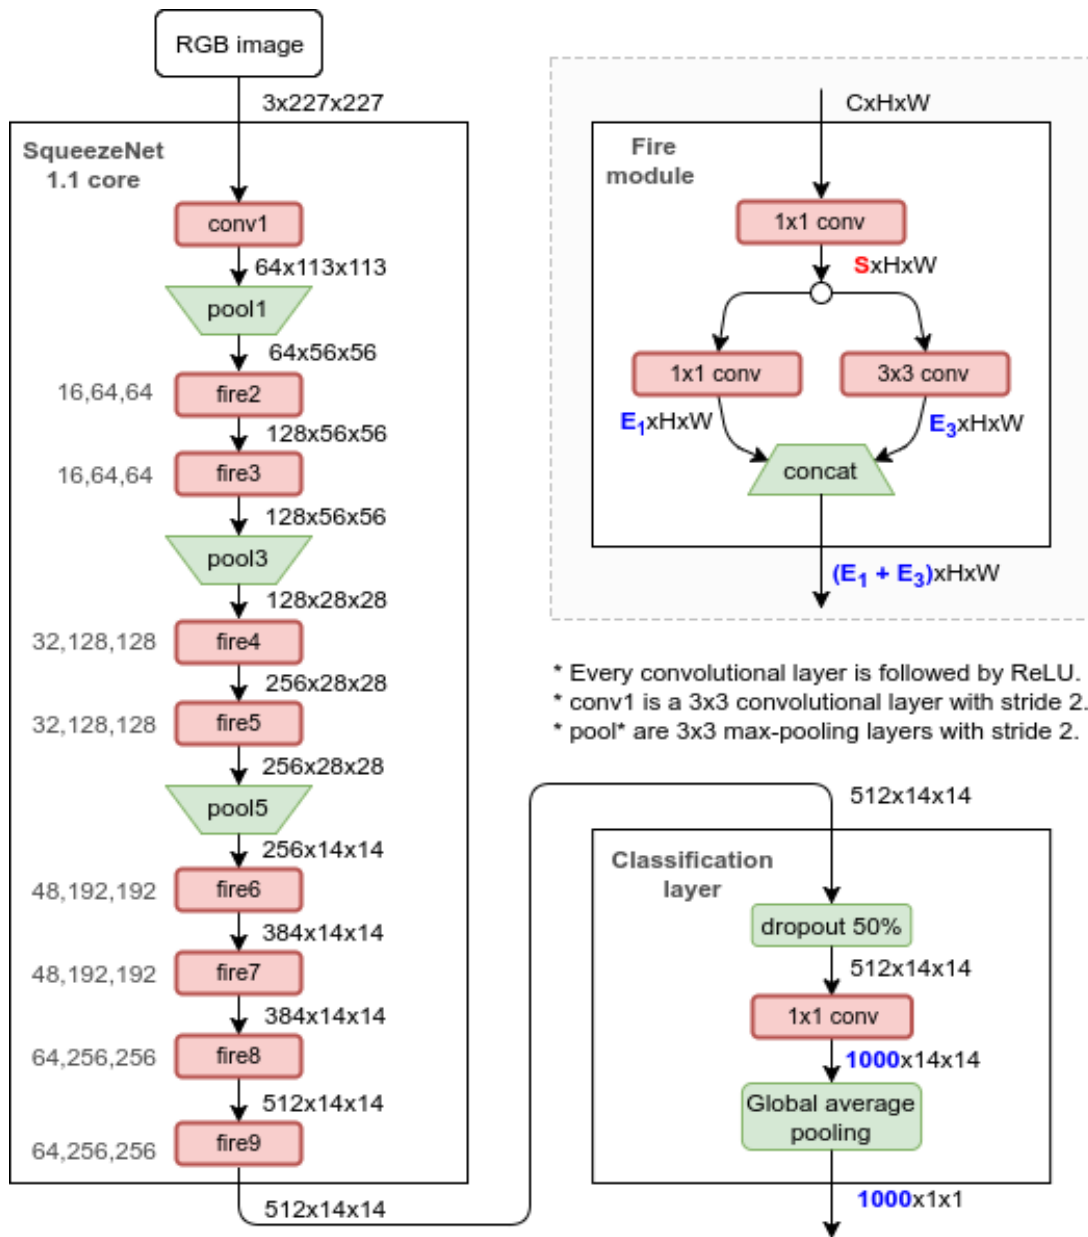 RGB image
3x227x227
SqueezeNet
1.1 core
conv1
64x113x113
pool1
64x56x56
16,64,64
fire2
128x56x56
16,64,64
fire3
128x56x56
pool3
128x28x28
32,128,128
fire4
256x28x28
32,128,128
fire5
256x28x28
pool5
256x14x14
48,192,192
fire6
384x14x14
48,192,192
fire7
384x14x14
64,256,256
fire8
512x14x14
64,256,256
fire9
512x14x14
CxHxW
Fire
module
1x1 conv
SxHxW
1x1 conv
3x3 conv
E1xHxW
E3xHxW
concat
(E1 + E3)xHxW
* Every convolutional layer is followed by ReLU.
* conv1 is a 3x3 convolutional layer with stride 2.
* pool* are 3x3 max-pooling layers with stride 2.
512x14x14
Classification
layer
dropout 50%
512x14x14
1x1 conv
1000x14x14
Global average
pooling
1000x1x1